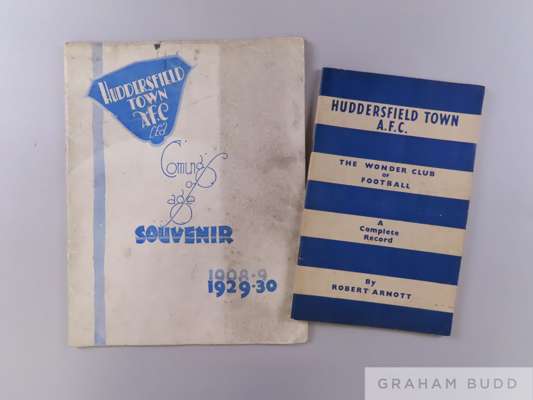 HUDDERSFIELD
TOWN
A.F.C
LTD
Coming
of
age
SOUVENIR
1908-9
1929-30
HUDDERSFIELD TOWN
A.F.C.
THE WONDER CLUB
OF
FOOTBALL
A
Complete
Record
By
ROBERT ARNOTT
GRAHAM BUDD